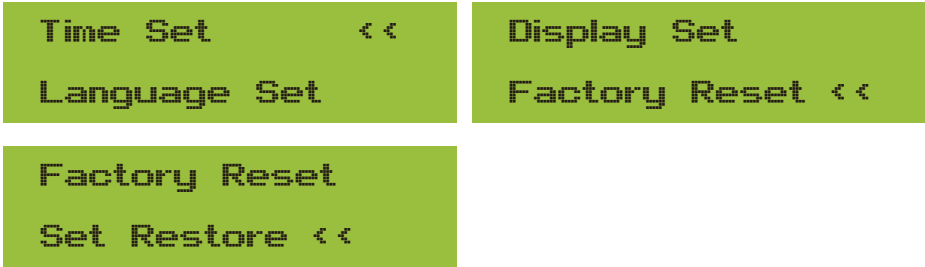 Time Set <<
Language Set
Display Set
Factory Reset <<
Factory Reset
Set Restore <<